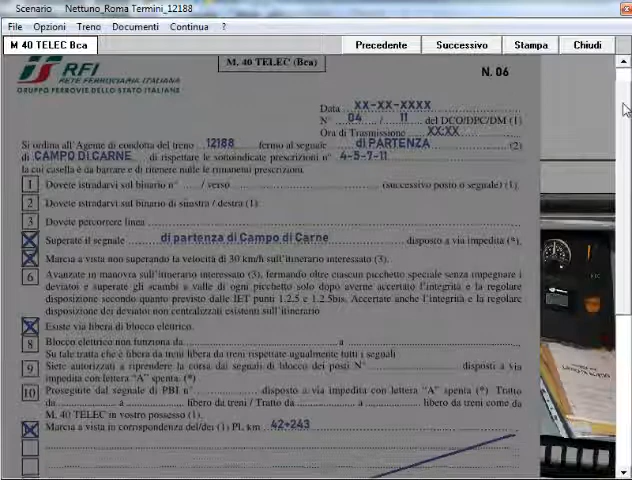 Scenario Nettuno_Roma Termini_12188
File Opzioni Treno Documenti Continua ?
M 40 TELEC Bca Precedente Successivo Stampa Chiudi
RFI
RETE FERROVIARIA ITALIANA
GRUPPO FERROVIE DELLO STATO ITALIANE
M. 40 TELEC (Bca)
N. 06
Data XX-XX-XXXX
N° 04 / 11 del DCO/DPC/DM (1)
Ora di Trasmissione XX:XX
Si ordina all'Agente di condotta del treno 12188 fermo al segnale di PARTENZA (2)
di CAMPO DI CARNE di rispettare le sottoindicate prescrizioni n° 4-5-7-11
la cui casella è da barrare e di ritenere nulle le rimanenti prescrizioni.
1 Dovete istradarvi sul binario n° / verso (successivo posto o segnale) (1).
2 Dovete istradarvi sul binario di sinistra / destra (1).
3 Dovete percorrere linea
Superate il segnale di partenza di Campo di Carne disposto a via impedita (*).
Marcia a vista non superando la velocità di 30 km/h sull'itinerario interessato (3).
6 Avanzate in manovra sull'itinerario interessato (3), fermando oltre ciascun picchetto speciale senza impegnare i
deviatoi e superate gli scambi a valle di ogni picchetto solo dopo averne accertato l'integrità e la regolare
disposizione secondo quanto previsto dalle IET punti 1.2.5 e 1.2.5bis. Accertate anche l'integrità e la regolare
disposizione dei deviatoi non centralizzati esistenti sull'itinerario
Esiste via libera di blocco elettrico.
8 Blocco elettrico non funziona da a
Su tale tratta che è libera da treni rispettate ugualmente tutti i segnali
9 Siete autorizzati a riprendere la corsa dai segnali di blocco dei posti N° disposti a via
impedita con lettera "A" spenta. (*)
10 Proseguite dal segnale di PBI n° disposto a via impedita con lettera "A" spenta (*) Tratto
da a libero da treni / Tratto da a libero da treni come da
M. 40 TELEC in vostro possesso (1).
Marcia a vista in corrispondenza del/dei (1) PL km 42+243